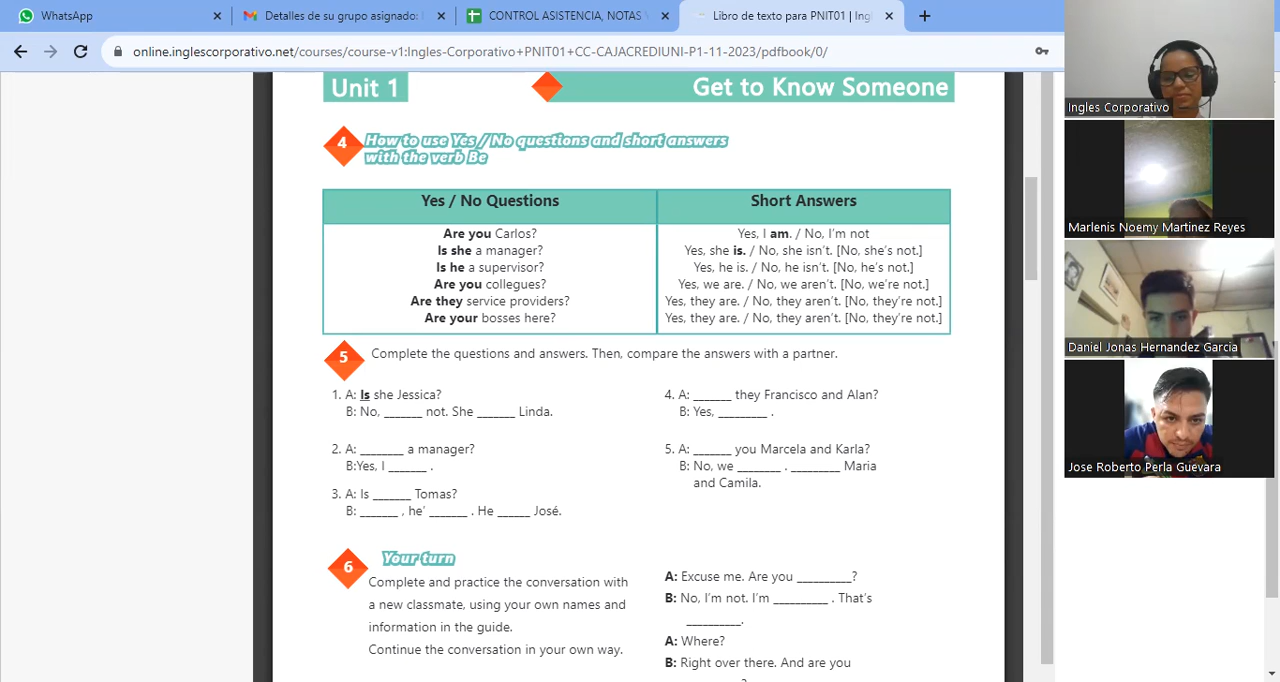 WhatsApp
Detalles de su grupo asignado:
CONTROL ASISTENCIA, NOTAS
Libro de texto para PNIT01 | Ing
online.inglescorporativo.net/courses/course-v1:Ingles-Corporativo+PNIT01+CC-CAJACREDIUNI-P1-11-2023/pdfbook/0/
Unit 1
Get to Know Someone
4
How to use Yes / No questions and short answers
with the verb Be
Yes / No Questions
Short Answers
Are you Carlos?
Yes, I am. / No, I'm not
Is she a manager?
Yes, she is. / No, she isn't. [No, she's not.]
Is he a supervisor?
Yes, he is. / No, he isn't. [No, he's not.]
Are you collegues?
Yes, we are. / No, we aren't. [No, we're not.]
Are they service providers?
Yes, they are. / No, they aren't. [No, they're not.]
Are your bosses here?
Yes, they are. / No, they aren't. [No, they're not.]
5
Complete the questions and answers. Then, compare the answers with a partner.
1. A: Is she Jessica?
B: No, _______ not. She _______ Linda.
2. A: ________ a manager?
B:Yes, I _______ .
3. A: Is _______ Tomas?
B: _______ , he' _______ . He ______ José.
4. A: _______ they Francisco and Alan?
B: Yes, _________ .
5. A: _______ you Marcela and Karla?
B: No, we ________ . _________ Maria
and Camila.
6
Your turn
Complete and practice the conversation with
a new classmate, using your own names and
information in the guide.
Continue the conversation in your own way.
A: Excuse me. Are you __________?
B: No, I'm not. I'm __________ . That's
__________.
A: Where?
B: Right over there. And are you
Ingles Corporativo
Marlenis Noemy Martinez Reyes
Daniel Jonas Hernandez Garcia
Jose Roberto Perla Guevara